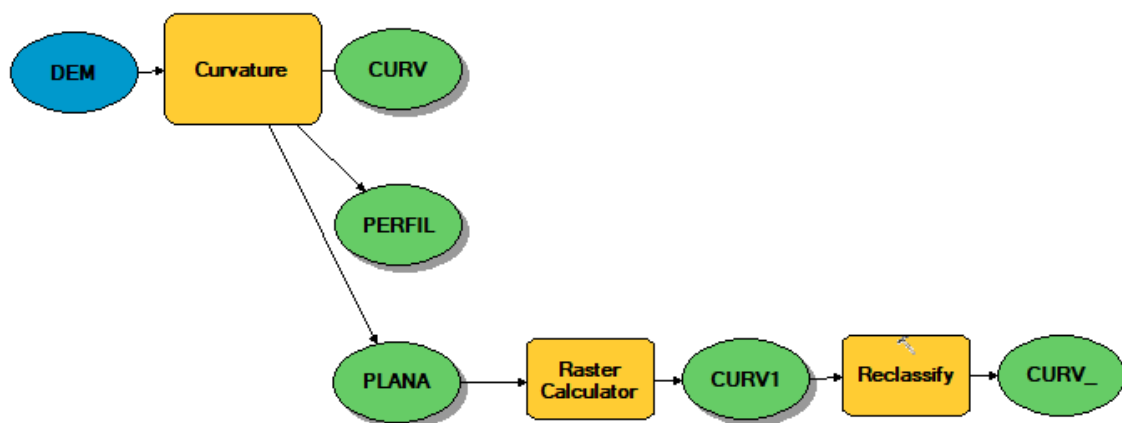 DEM
Curvature
CURV
PERFIL
PLANA
Raster
Calculator
CURV1
Reclassify
CURV_